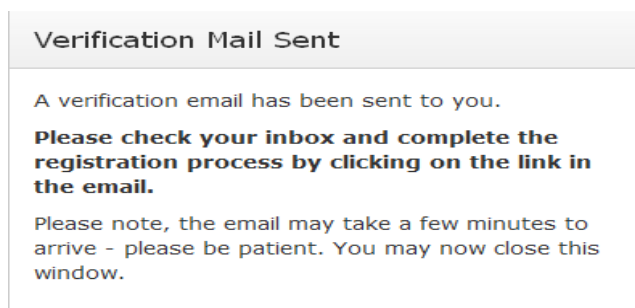 Verification Mail Sent
A verification email has been sent to you.
Please check your inbox and complete the
registration process by clicking on the link in
the email.
Please note, the email may take a few minutes to
arrive - please be patient. You may now close this
window.